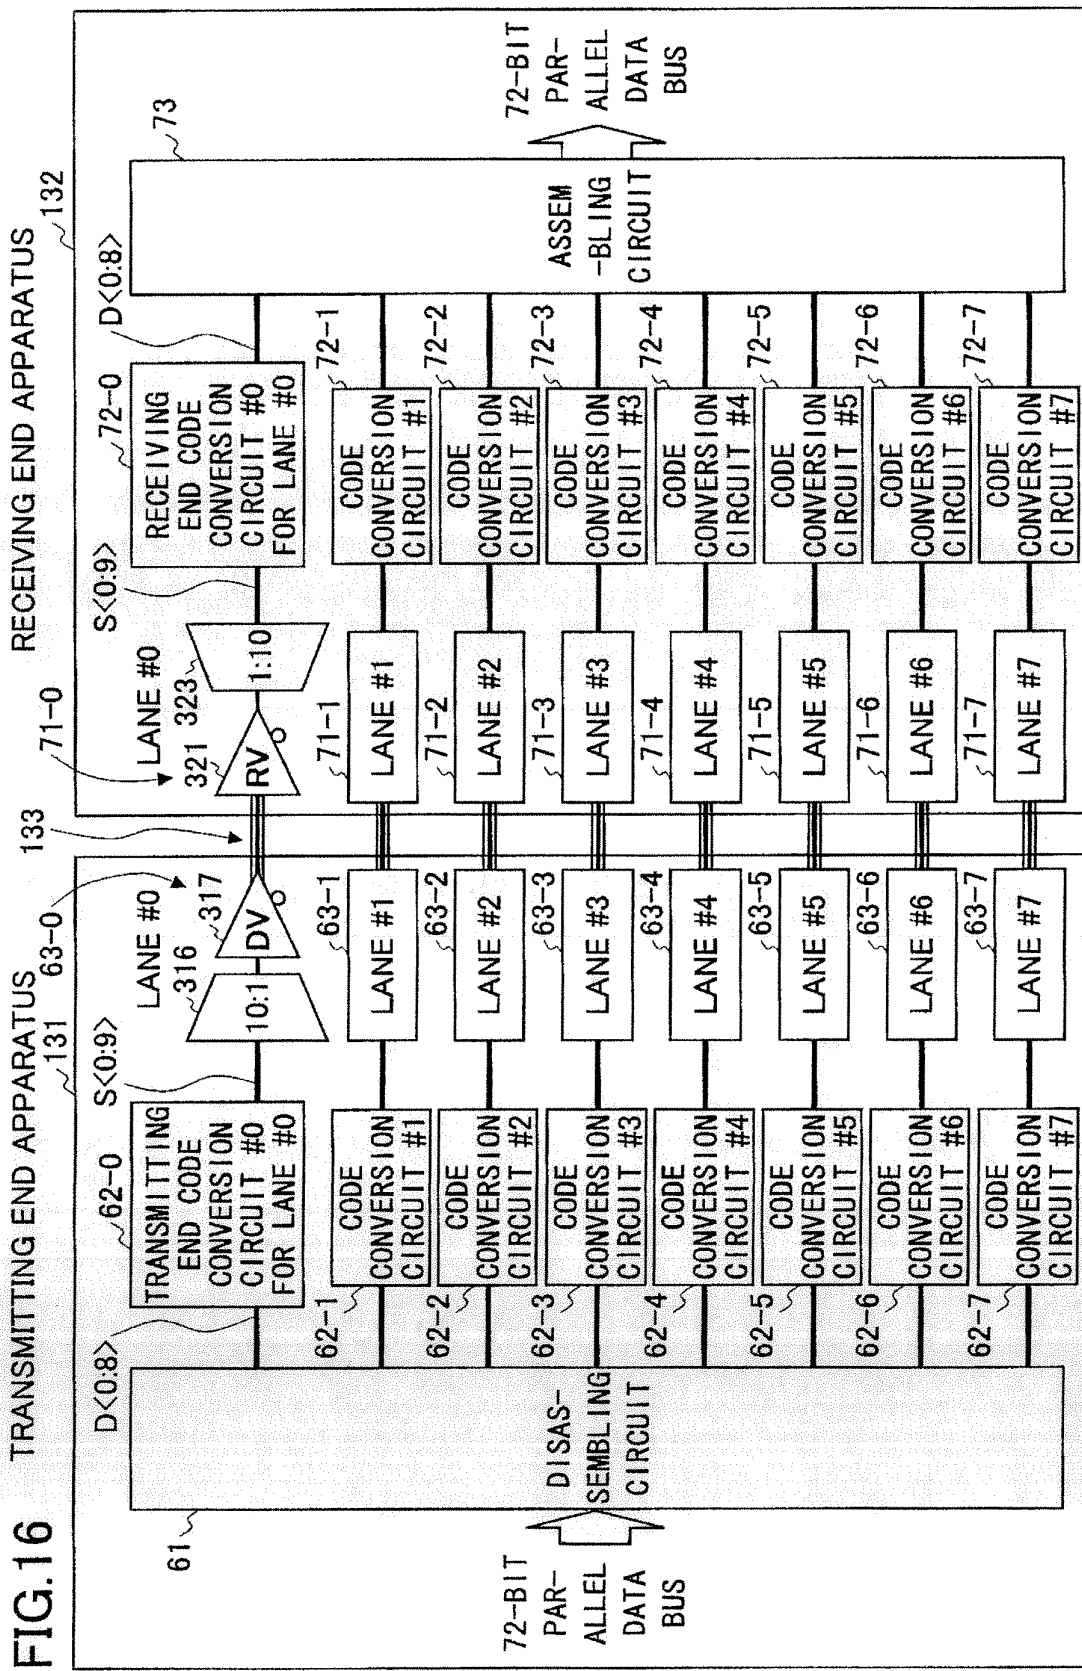 FIG.16
TRANSMITTING END APPARATUS
RECEIVING END APPARATUS
131
63-0
133
71-0
132
61
D<0:8>
62-0
S<0:9>
LANE #0
316
317
LANE #0
321
323
S<0:9>
72-0
D<0:8>
73
TRANSMITTING
END CODE
CONVERSION
CIRCUIT #0
FOR LANE #0
10:1
DV
RV
1:10
RECEIVING
END CODE
CONVERSION
CIRCUIT #0
FOR LANE #0
72-BIT
PAR-
ALLEL
DATA
BUS
DISAS-
SEMBLING
CIRCUIT
ASSEM
-BLING
CIRCUIT
72-BIT
PAR-
ALLEL
DATA
BUS
62-1
CODE
CONVERSION
CIRCUIT #1
63-1
LANE #1
71-1
LANE #1
72-1
CODE
CONVERSION
CIRCUIT #1
62-2
CODE
CONVERSION
CIRCUIT #2
63-2
LANE #2
71-2
LANE #2
72-2
CODE
CONVERSION
CIRCUIT #2
62-3
CODE
CONVERSION
CIRCUIT #3
63-3
LANE #3
71-3
LANE #3
72-3
CODE
CONVERSION
CIRCUIT #3
62-4
CODE
CONVERSION
CIRCUIT #4
63-4
LANE #4
71-4
LANE #4
72-4
CODE
CONVERSION
CIRCUIT #4
62-5
CODE
CONVERSION
CIRCUIT #5
63-5
LANE #5
71-5
LANE #5
72-5
CODE
CONVERSION
CIRCUIT #5
62-6
CODE
CONVERSION
CIRCUIT #6
63-6
LANE #6
71-6
LANE #6
72-6
CODE
CONVERSION
CIRCUIT #6
62-7
CODE
CONVERSION
CIRCUIT #7
63-7
LANE #7
71-7
LANE #7
72-7
CODE
CONVERSION
CIRCUIT #7